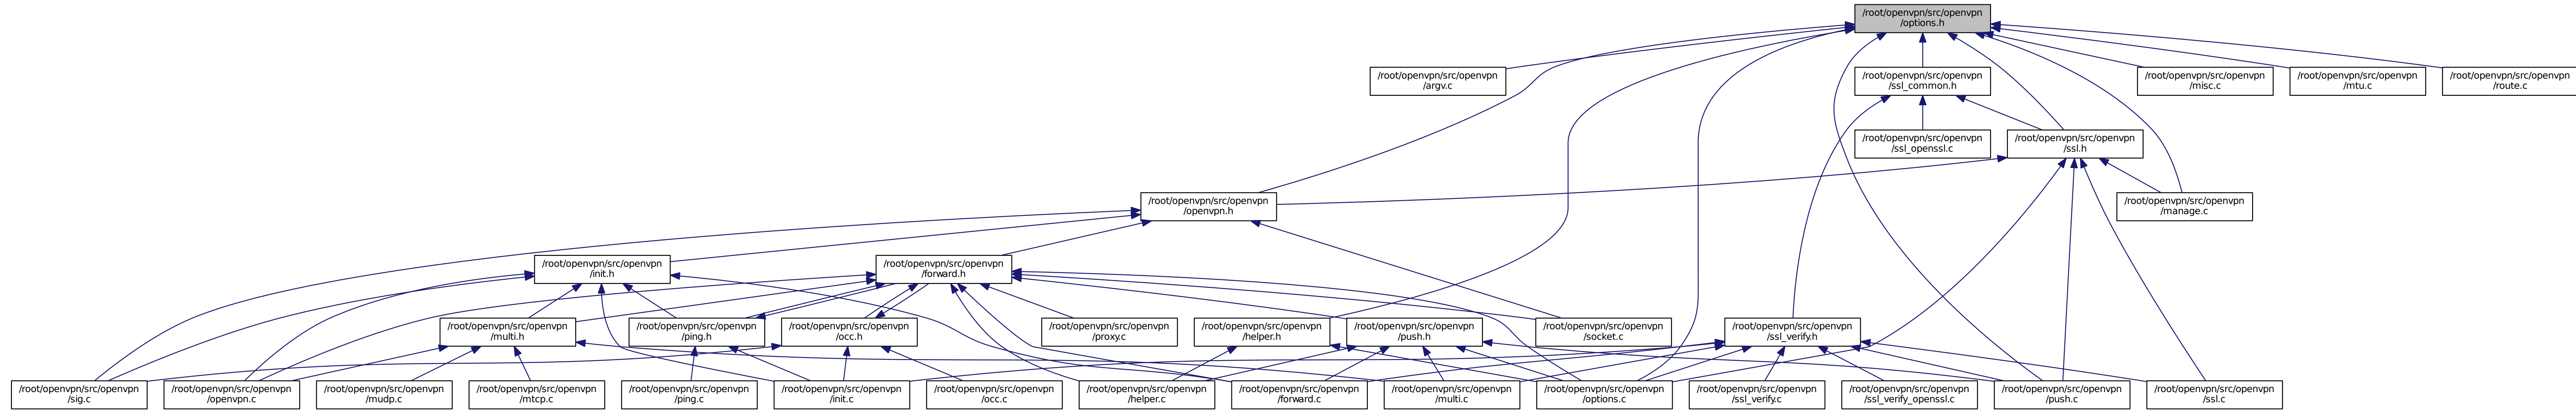 /root/openvpn/src/openvpn
/options.h
/root/openvpn/src/openvpn
/argv.c
/root/openvpn/src/openvpn
/ssl_common.h
/root/openvpn/src/openvpn
/misc.c
/root/openvpn/src/openvpn
/mtu.c
/root/openvpn/src/openvpn
/route.c
/root/openvpn/src/openvpn
/ssl_openssl.c
/root/openvpn/src/openvpn
/ssl.h
/root/openvpn/src/openvpn
/openvpn.h
/root/openvpn/src/openvpn
/manage.c
/root/openvpn/src/openvpn
/init.h
/root/openvpn/src/openvpn
/forward.h
/root/openvpn/src/openvpn
/multi.h
/root/openvpn/src/openvpn
/ping.h
/root/openvpn/src/openvpn
/occ.h
/root/openvpn/src/openvpn
/proxy.c
/root/openvpn/src/openvpn
/helper.h
/root/openvpn/src/openvpn
/push.h
/root/openvpn/src/openvpn
/socket.c
/root/openvpn/src/openvpn
/ssl_verify.h
/root/openvpn/src/openvpn
/sig.c
/root/openvpn/src/openvpn
/openvpn.c
/root/openvpn/src/openvpn
/mudp.c
/root/openvpn/src/openvpn
/mtcp.c
/root/openvpn/src/openvpn
/ping.c
/root/openvpn/src/openvpn
/init.c
/root/openvpn/src/openvpn
/occ.c
/root/openvpn/src/openvpn
/helper.c
/root/openvpn/src/openvpn
/forward.c
/root/openvpn/src/openvpn
/multi.c
/root/openvpn/src/openvpn
/options.c
/root/openvpn/src/openvpn
/ssl_verify.c
/root/openvpn/src/openvpn
/ssl_verify_openssl.c
/root/openvpn/src/openvpn
/push.c
/root/openvpn/src/openvpn
/ssl.c